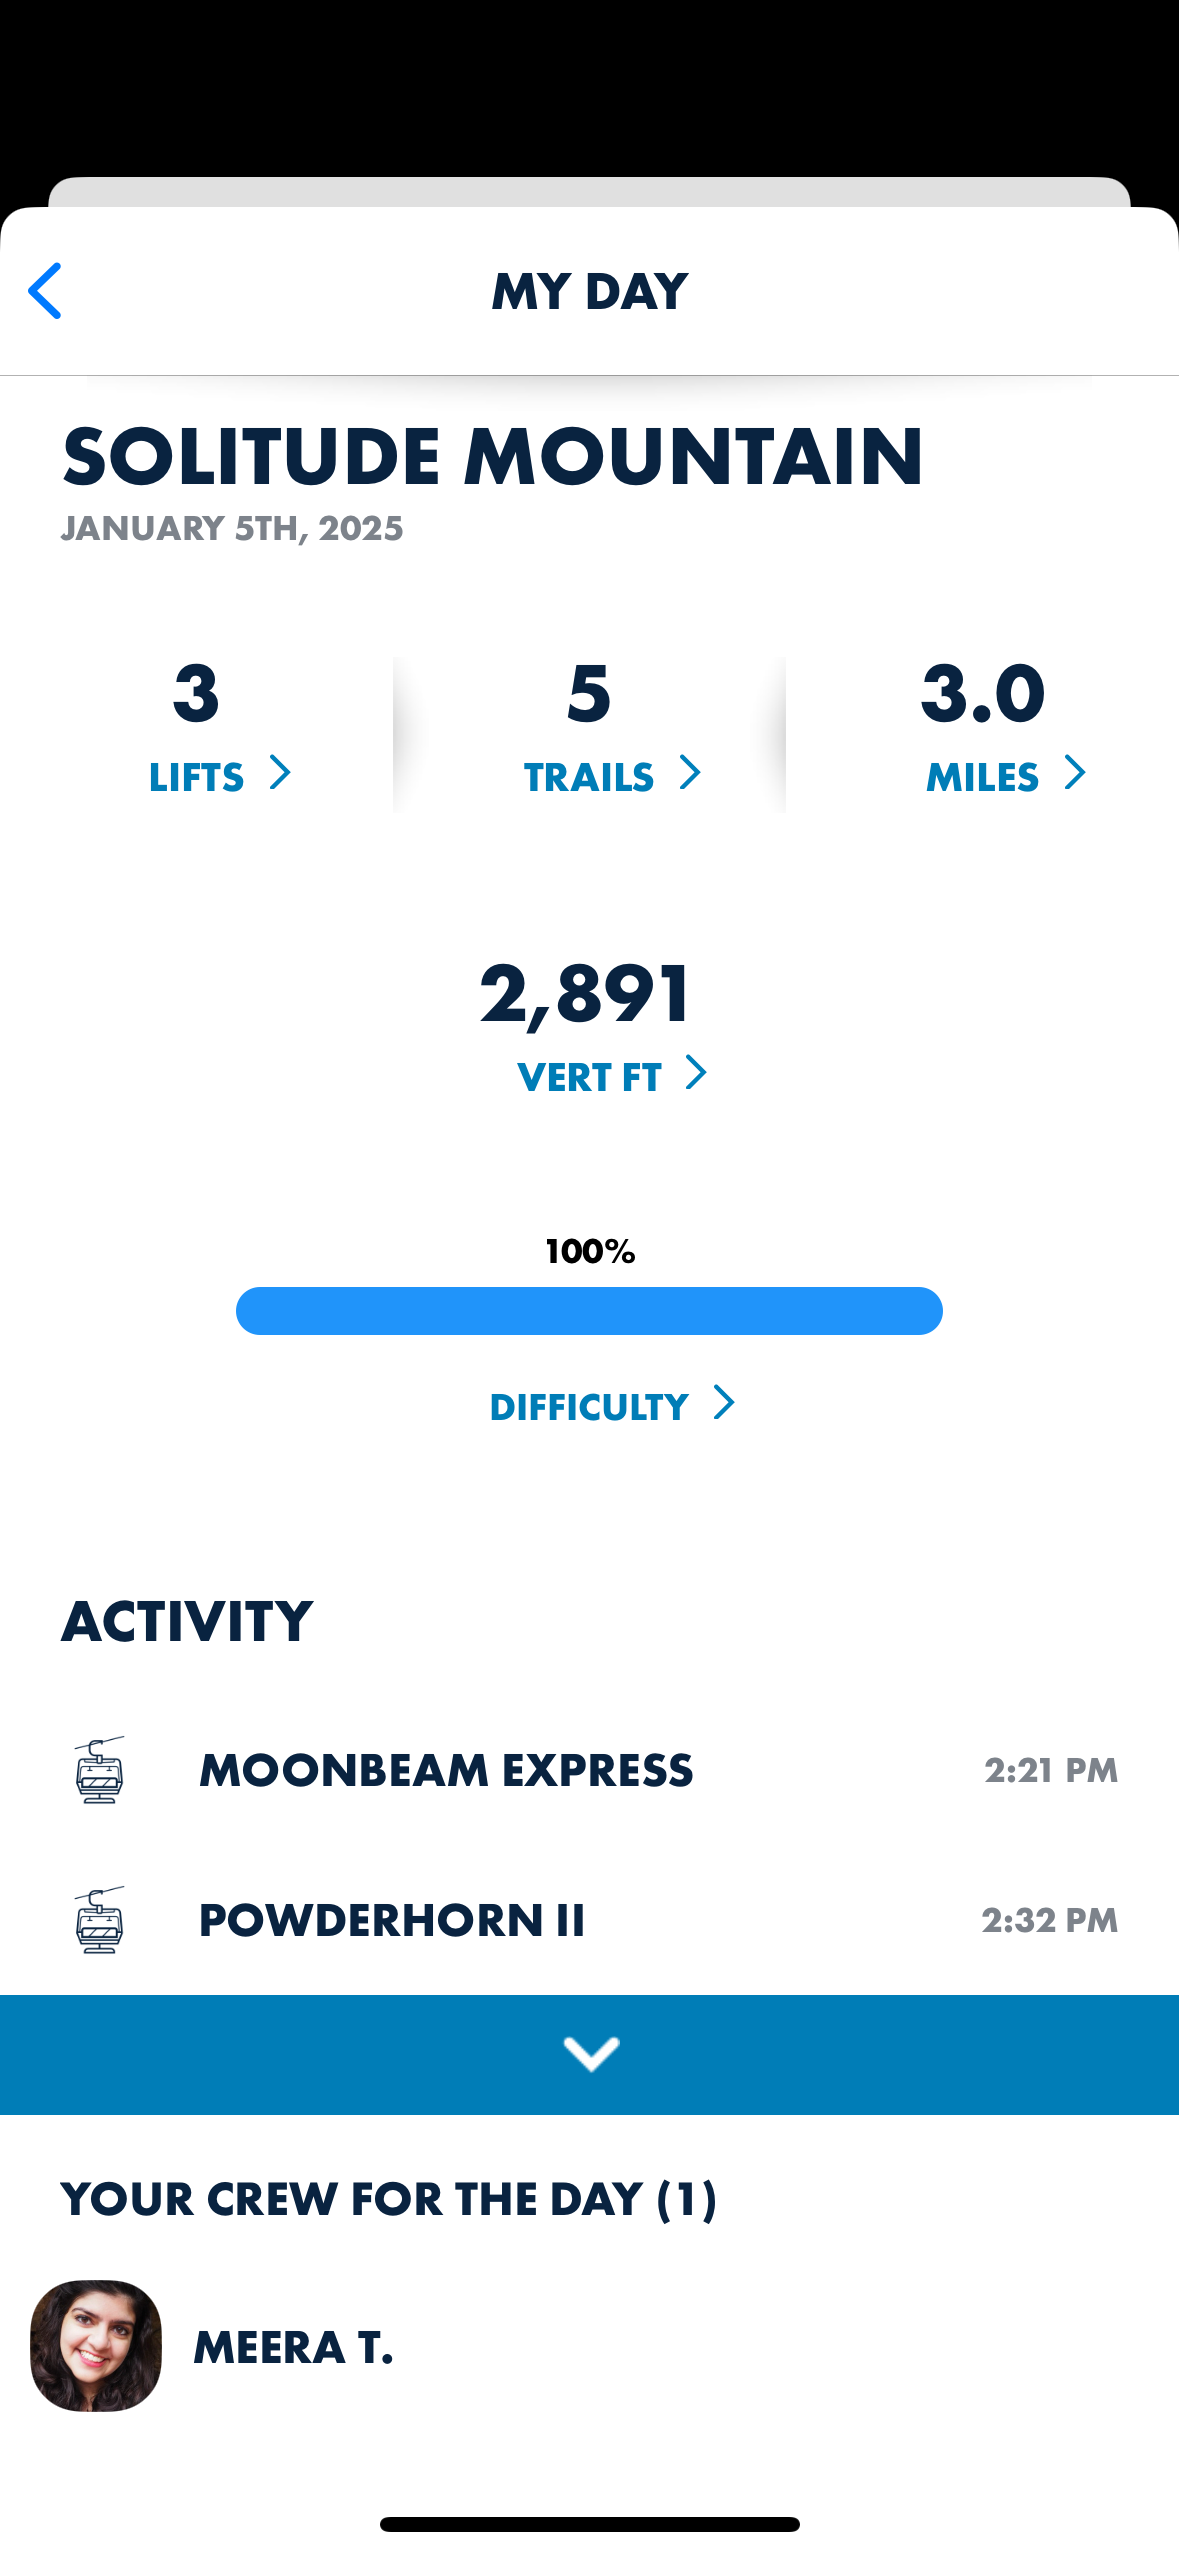 MY DAY
SOLITUDE MOUNTAIN
JANUARY 5TH, 2025
3 5 3.0
LIFTS TRAILS MILES
2,891
VERT FT
100%
DIFFICULTY
ACTIVITY
MOONBEAM EXPRESS 2:21 PM
POWDERHORN II 2:32 PM
YOUR CREW FOR THE DAY (1)
MEERA T.